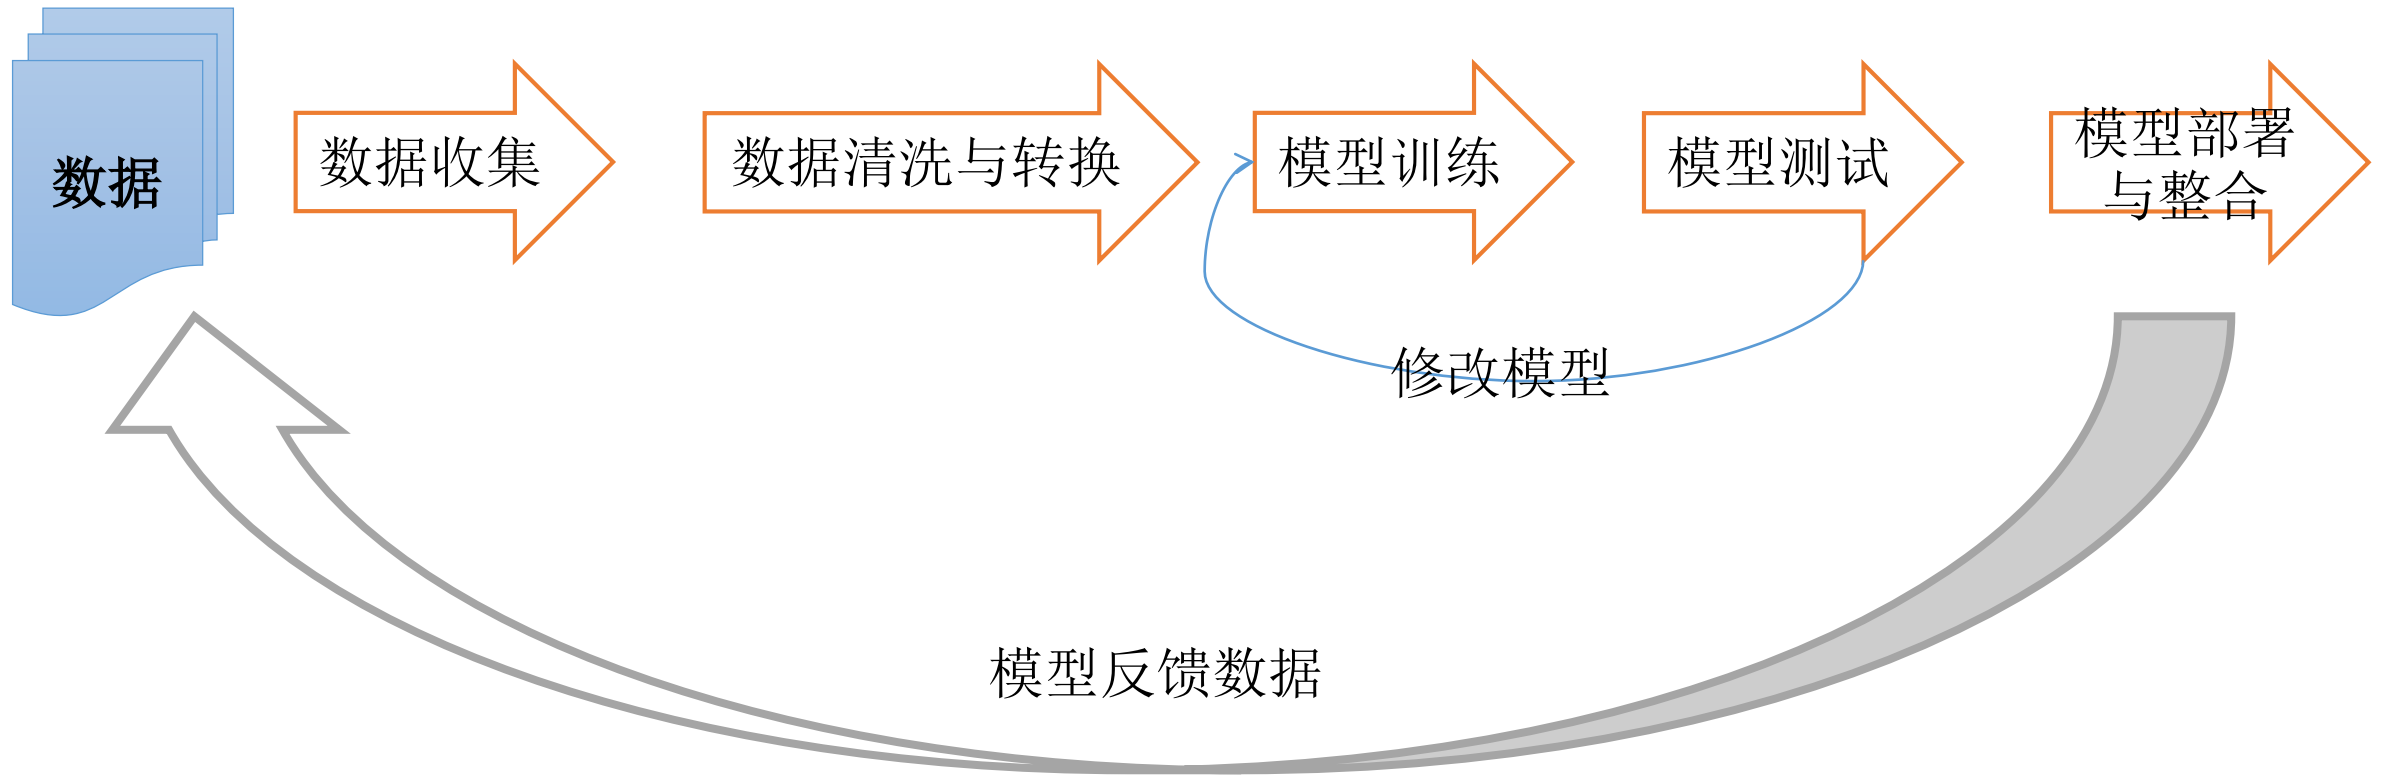 数据
数据收集
数据清洗与转换
模型训练
模型测试
模型部署
与整合
修改模型
模型反馈数据